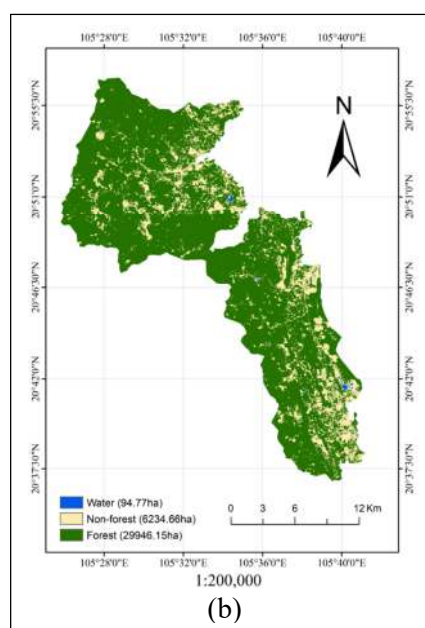 105°28'0"E 105°32'0"E 105°36'0"E 105°40'0"E
20°55'30"N 20°55'30"N
N
20°51'0"N 20°51'0"N
20°46'30"N 20°46'30"N
20°42'0"N 20°42'0"N
20°37'30"N 20°37'30"N
Water (94.77ha)
Non-forest (6234.66ha)
Forest (29946.15ha)
0 3 6 12 Km
105°28'0"E 105°32'0"E 105°36'0"E 105°40'0"E
1:200,000
(b)